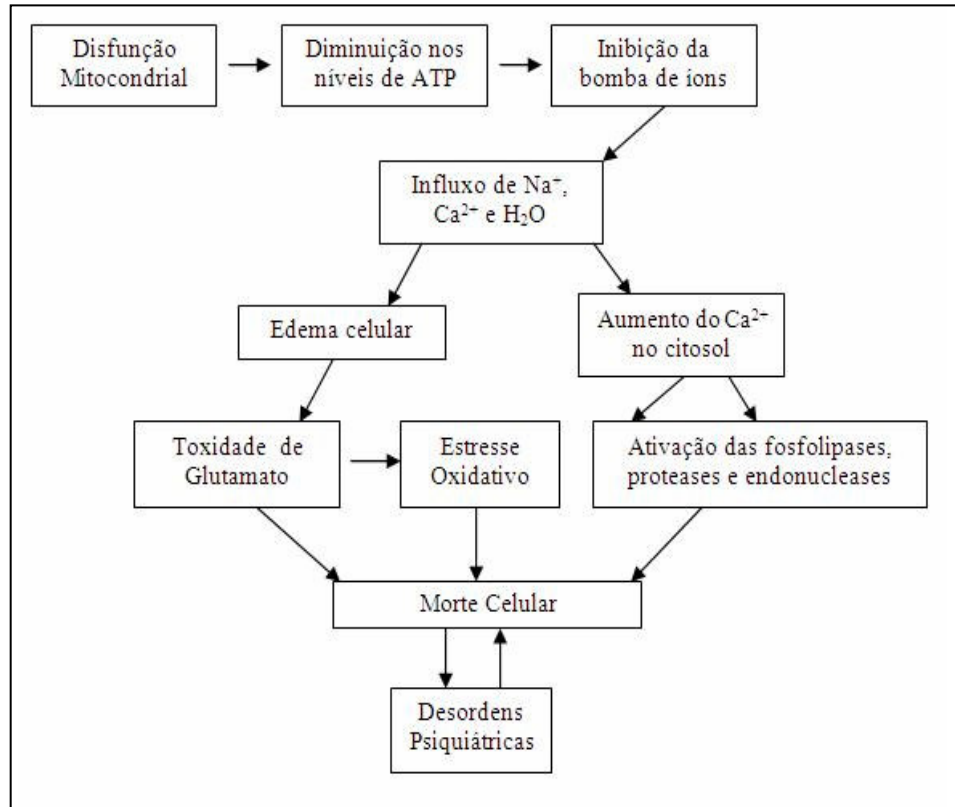 Disfunção
Mitocondrial
Diminuição nos
níveis de ATP
Inibição da
bomba de íons
Influxo de Na⁺,
Ca²⁺ e H₂O
Edema celular
Aumento do Ca²⁺
no citosol
Toxidade de
Glutamato
Estresse
Oxidativo
Ativação das fosfolipases,
proteases e endonucleases
Morte Celular
Desordens
Psiquiátricas